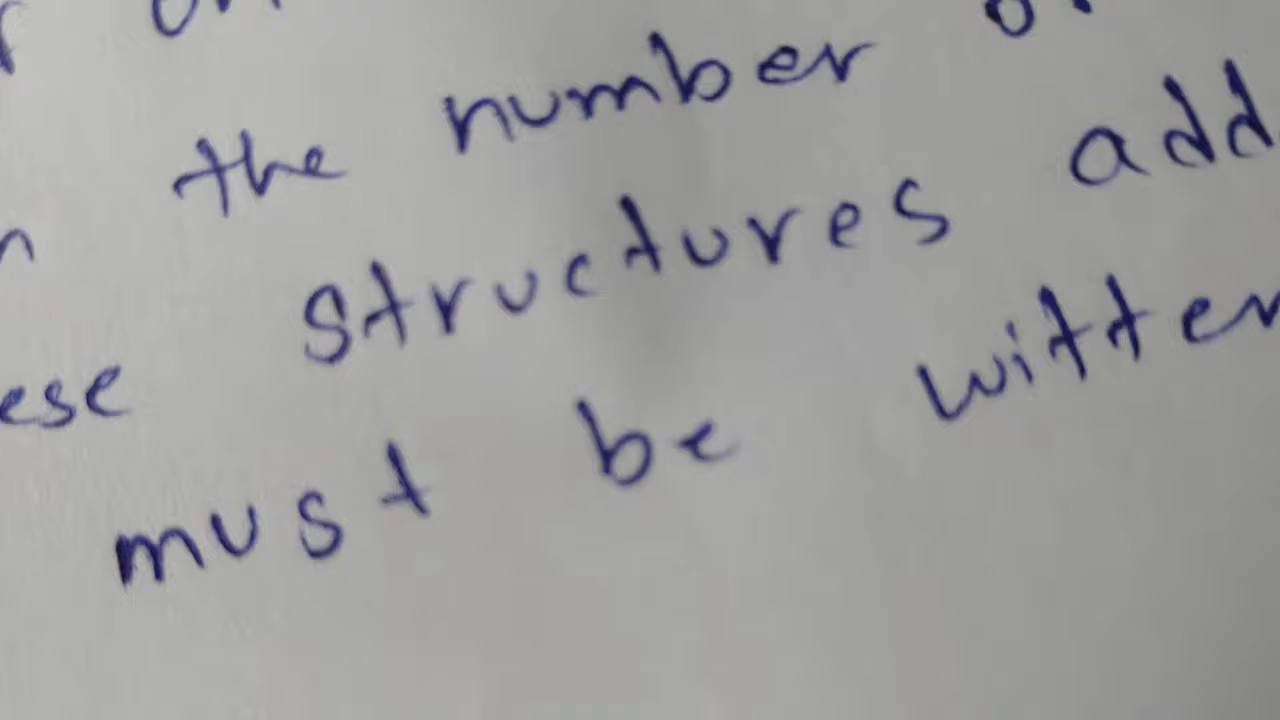 the number
structures add
ese must be witten